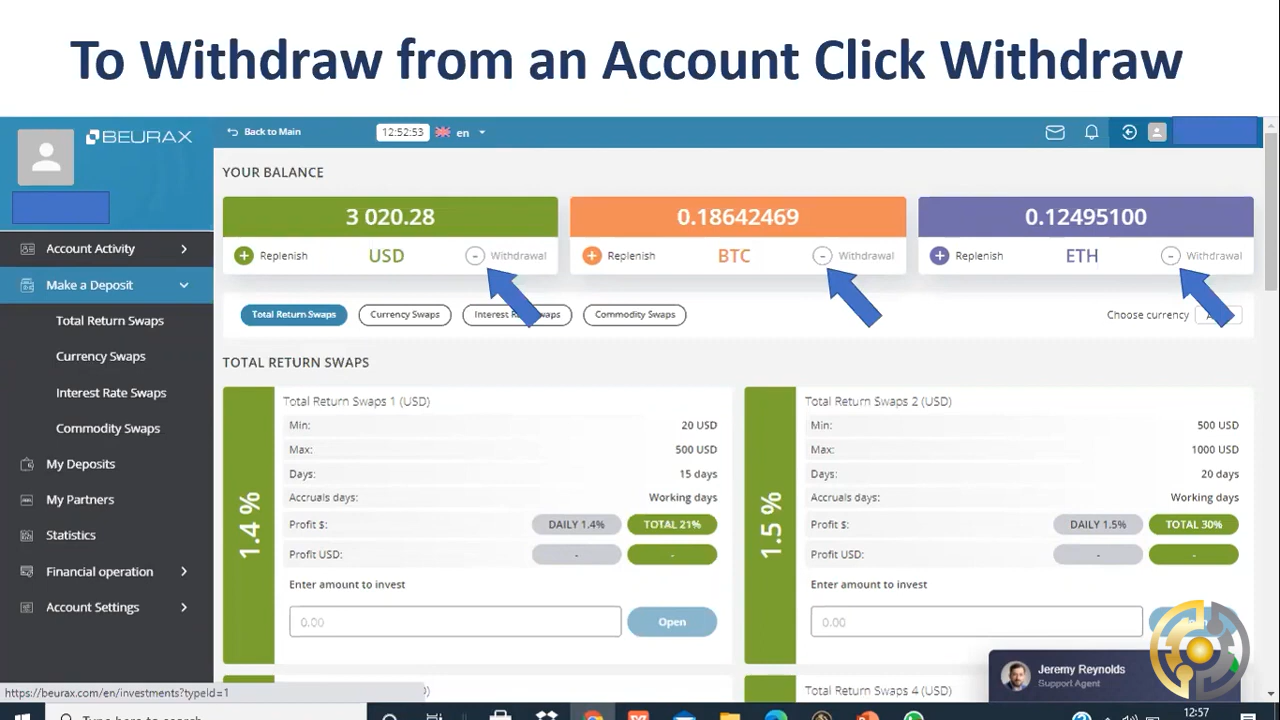 To Withdraw from an Account Click Withdraw
BEURAX
Back to Main
12:52:53
en
YOUR BALANCE
3 020.28
0.18642469
0.12495100
Replenish USD Withdrawal
Replenish BTC Withdrawal
Replenish ETH Withdrawal
Account Activity
Make a Deposit
Total Return Swaps
Currency Swaps
Interest Rate Swaps
Commodity Swaps
My Deposits
My Partners
Statistics
Financial operation
Account Settings
Total Return Swaps
Currency Swaps
Commodity Swaps
Choose currency
TOTAL RETURN SWAPS
1.4 %
Total Return Swaps 1 (USD)
Min: 20 USD
Max: 500 USD
Days: 15 days
Accruals days: Working days
Profit $: DAILY 1.4% TOTAL 21%
Profit USD: - -
Enter amount to invest
0.00 Open
1.5 %
Total Return Swaps 2 (USD)
Min: 500 USD
Max: 1000 USD
Days: 20 days
Accruals days: Working days
Profit $: DAILY 1.5% TOTAL 30%
Profit USD: - -
Enter amount to invest
0.00
Total Return Swaps 4 (USD)
Jeremy Reynolds
Support Agent
https://beurax.com/en/investments?typeId=1
Type here to search
12:57